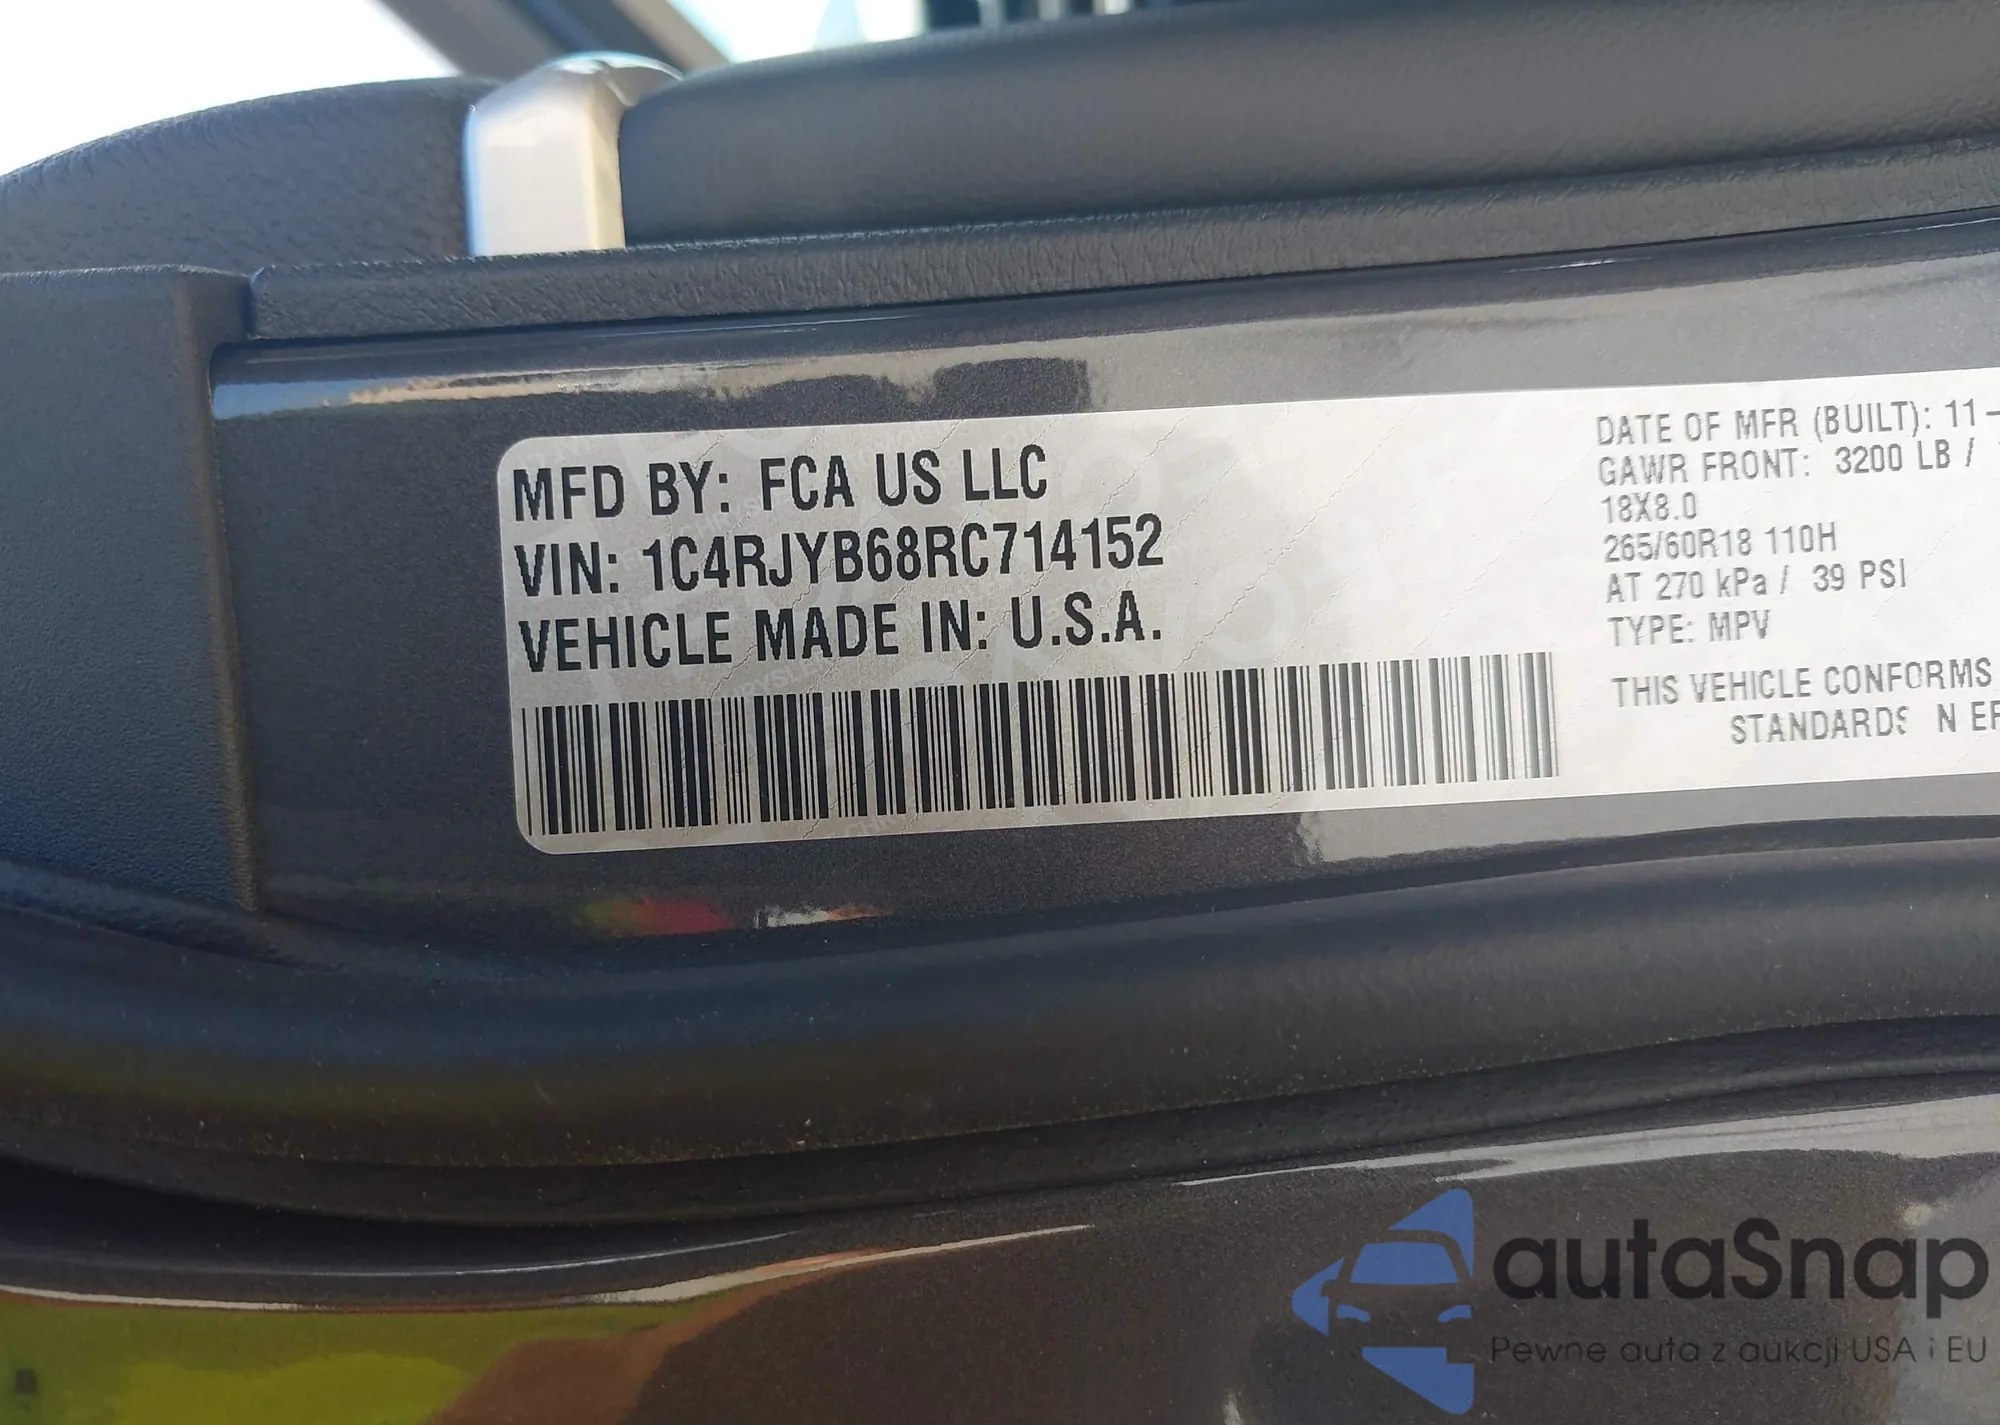 MFD BY: FCA US LLC
VIN: 1C4RJYB68RC714152
VEHICLE MADE IN: U.S.A.
DATE OF MFR (BUILT): 11-
GAWR FRONT: 3200 LB /
18X8.0
265/60R18 110H
AT 270 kPa / 39 PSI
TYPE: MPV
THIS VEHICLE CONFORMS
STANDARDS N EF
autaSnap
Pewne auta z aukcji USA i EU